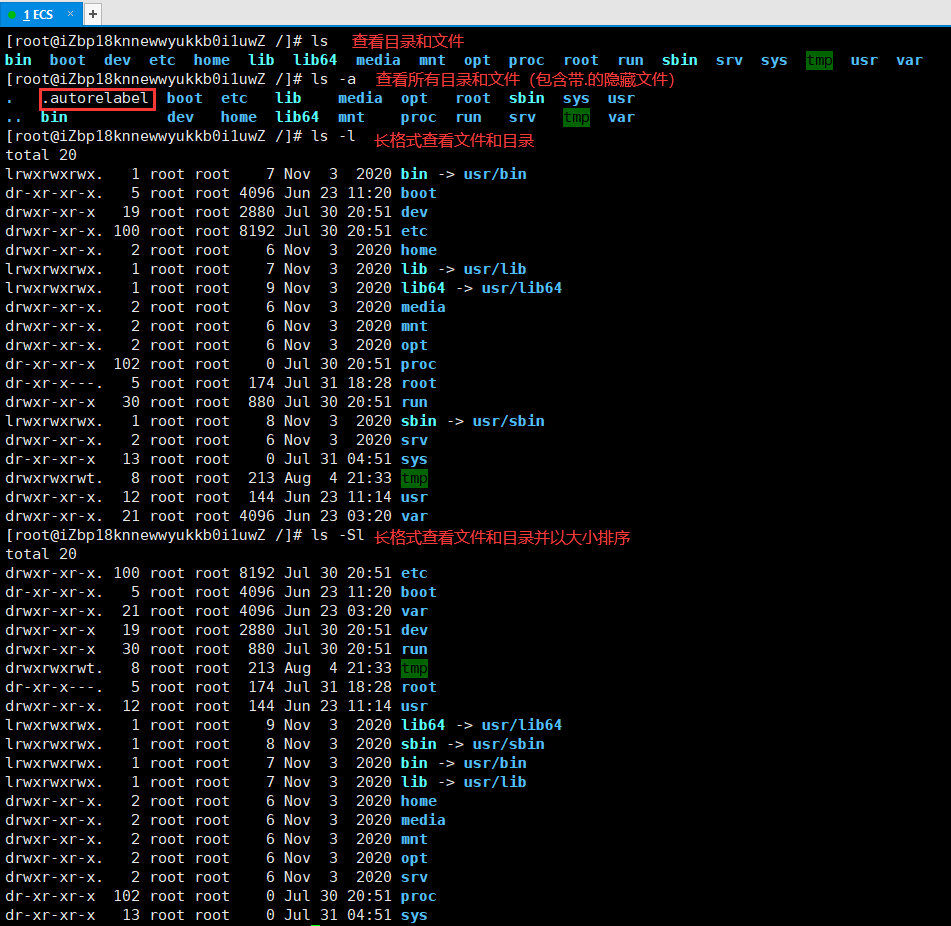 1 ECS × +
[root@iZbp18knnewwyukkb0i1uwZ /]# ls 查看目录和文件
bin boot dev etc home lib lib64 media mnt opt proc root run sbin srv sys tmp usr var
[root@iZbp18knnewwyukkb0i1uwZ /]# ls -a 查看所有目录和文件（包含带.的隐藏文件）
. .autorelabel boot etc lib media opt root sbin sys usr
.. bin dev home lib64 mnt proc run srv tmp var
[root@iZbp18knnewwyukkb0i1uwZ /]# ls -l 长格式查看文件和目录
total 20
lrwxrwxrwx. 1 root root 7 Nov 3 2020 bin -> usr/bin
dr-xr-xr-x. 5 root root 4096 Jun 23 11:20 boot
drwxr-xr-x 19 root root 2880 Jul 30 20:51 dev
drwxr-xr-x. 100 root root 8192 Jul 30 20:51 etc
drwxr-xr-x. 2 root root 6 Nov 3 2020 home
lrwxrwxrwx. 1 root root 7 Nov 3 2020 lib -> usr/lib
lrwxrwxrwx. 1 root root 9 Nov 3 2020 lib64 -> usr/lib64
drwxr-xr-x. 2 root root 6 Nov 3 2020 media
drwxr-xr-x. 2 root root 6 Nov 3 2020 mnt
drwxr-xr-x. 2 root root 6 Nov 3 2020 opt
dr-xr-xr-x 102 root root 0 Jul 30 20:51 proc
dr-xr-x---. 5 root root 174 Jul 31 18:28 root
drwxr-xr-x 30 root root 880 Jul 30 20:51 run
lrwxrwxrwx. 1 root root 8 Nov 3 2020 sbin -> usr/sbin
drwxr-xr-x. 2 root root 6 Nov 3 2020 srv
dr-xr-xr-x 13 root root 0 Jul 31 04:51 sys
drwxrwxrwt. 8 root root 213 Aug 4 21:33 tmp
drwxr-xr-x. 12 root root 144 Jun 23 11:14 usr
drwxr-xr-x. 21 root root 4096 Jun 23 03:20 var
[root@iZbp18knnewwyukkb0i1uwZ /]# ls -Sl 长格式查看文件和目录并以大小排序
total 20
drwxr-xr-x. 100 root root 8192 Jul 30 20:51 etc
dr-xr-xr-x. 5 root root 4096 Jun 23 11:20 boot
drwxr-xr-x. 21 root root 4096 Jun 23 03:20 var
drwxr-xr-x 19 root root 2880 Jul 30 20:51 dev
drwxr-xr-x 30 root root 880 Jul 30 20:51 run
drwxrwxrwt. 8 root root 213 Aug 4 21:33 tmp
dr-xr-x---. 5 root root 174 Jul 31 18:28 root
drwxr-xr-x. 12 root root 144 Jun 23 11:14 usr
lrwxrwxrwx. 1 root root 9 Nov 3 2020 lib64 -> usr/lib64
lrwxrwxrwx. 1 root root 8 Nov 3 2020 sbin -> usr/sbin
lrwxrwxrwx. 1 root root 7 Nov 3 2020 bin -> usr/bin
lrwxrwxrwx. 1 root root 7 Nov 3 2020 lib -> usr/lib
drwxr-xr-x. 2 root root 6 Nov 3 2020 home
drwxr-xr-x. 2 root root 6 Nov 3 2020 media
drwxr-xr-x. 2 root root 6 Nov 3 2020 mnt
drwxr-xr-x. 2 root root 6 Nov 3 2020 opt
drwxr-xr-x. 2 root root 6 Nov 3 2020 srv
dr-xr-xr-x 102 root root 0 Jul 30 20:51 proc
dr-xr-xr-x 13 root root 0 Jul 31 04:51 sys